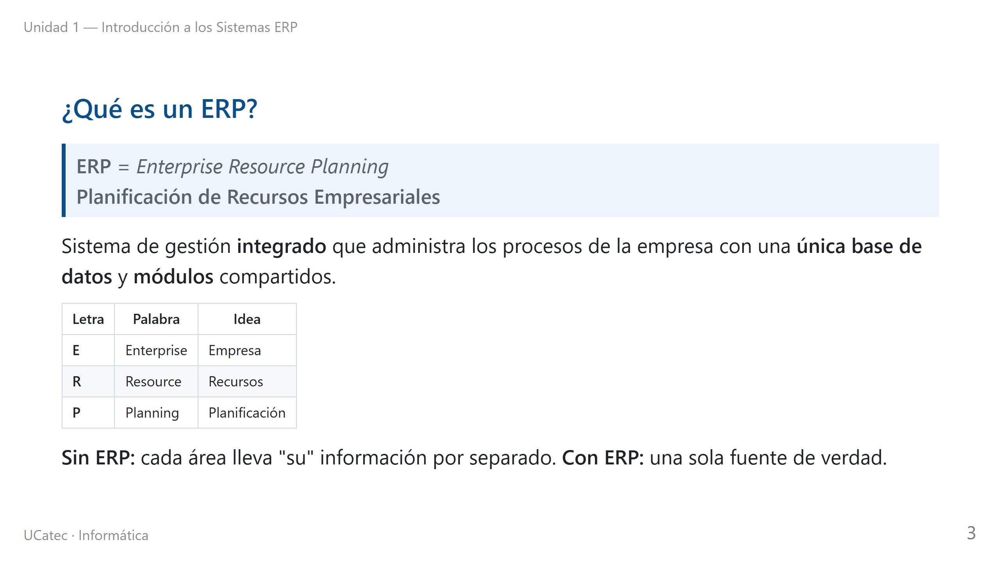 Unidad 1 — Introducción a los Sistemas ERP
¿Qué es un ERP?
ERP = Enterprise Resource Planning
Planificación de Recursos Empresariales
Sistema de gestión integrado que administra los procesos de la empresa con una única base de
datos y módulos compartidos.
Letra Palabra Idea
E Enterprise Empresa
R Resource Recursos
P Planning Planificación
Sin ERP: cada área lleva "su" información por separado. Con ERP: una sola fuente de verdad.
UCatec · Informática
3